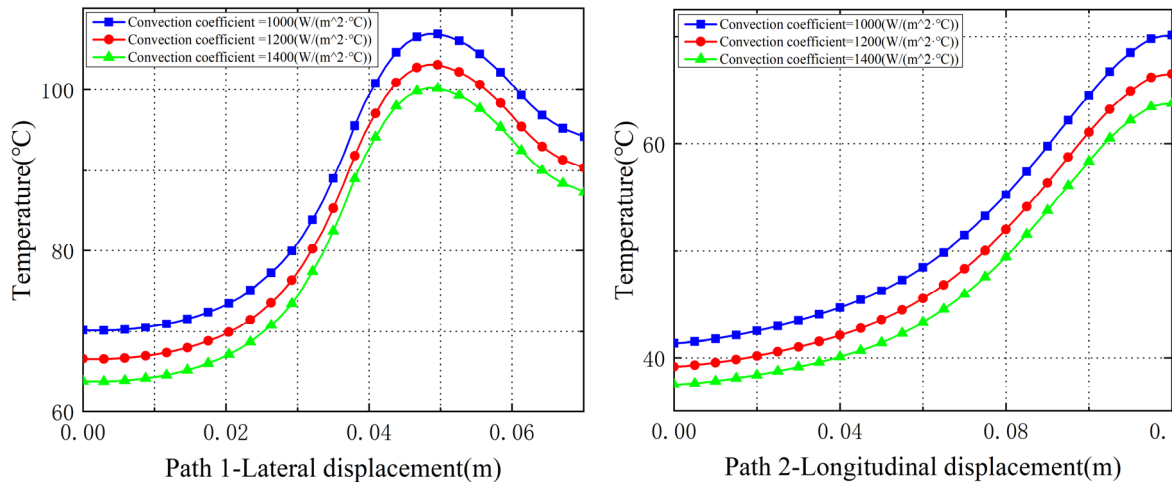 Convection coefficient =1000(W/(m^2·℃))
Convection coefficient =1200(W/(m^2·℃))
Convection coefficient =1400(W/(m^2·℃))
Temperature(℃)
100
80
60
0.00
0.02
0.04
0.06
Path 1-Lateral displacement(m)
Convection coefficient=1000(W/(m^2·℃))
Convection coefficient=1200(W/(m^2·℃))
Convection coefficient=1400(W/(m^2·℃))
Temperature(℃)
60
40
0.00
0.04
0.08
0.
Path 2-Longitudinal displacement(m)